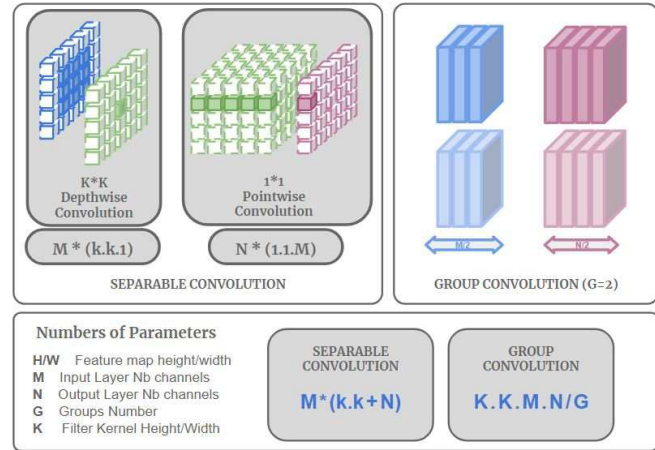 K*K
Depthwise
Convolution
1*1
Pointwise
Convolution
M * (k.k.1)
N * (1.1.M)
SEPARABLE CONVOLUTION
M/2
N/2
GROUP CONVOLUTION (G=2)
Numbers of Parameters
H/W Feature map height/width
M Input Layer Nb channels
N Output Layer Nb channels
G Groups Number
K Filter Kernel Height/Width
SEPARABLE
CONVOLUTION
M*(k.k+N)
GROUP
CONVOLUTION
K.K.M.N/G